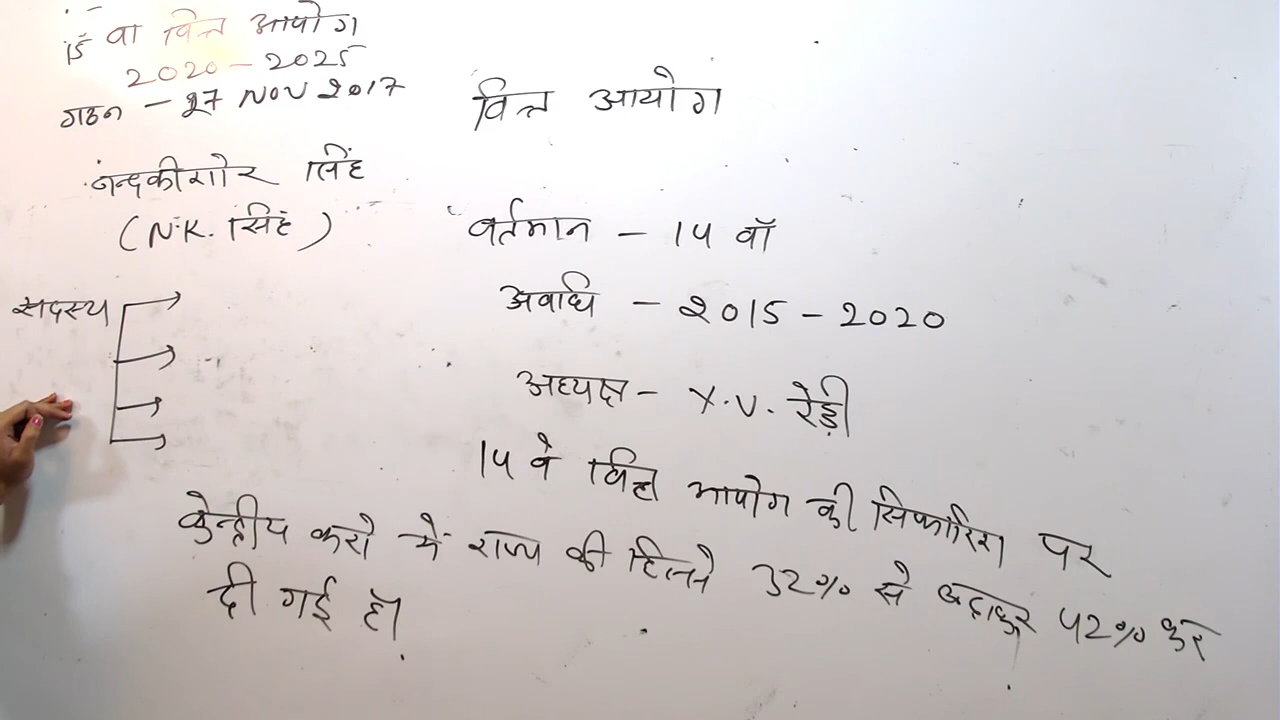 15 वा वित्त आयोग
2020 - 2025
गठन - 27 NOV 2017
नन्दकीशोर सिंह
(N.K. सिंह)
सदस्य
वित्त आयोग
वर्तमान - 14 वाॅ
अवधि - 2015 - 2020
अध्यक्ष - Y.V. रेड्डी
14 वे वित्त आयोग की सिफारिश पर
केन्द्रीय करो में राज्य की हिस्से 32% से बढ़ाकर 42% कर
दी गई है।